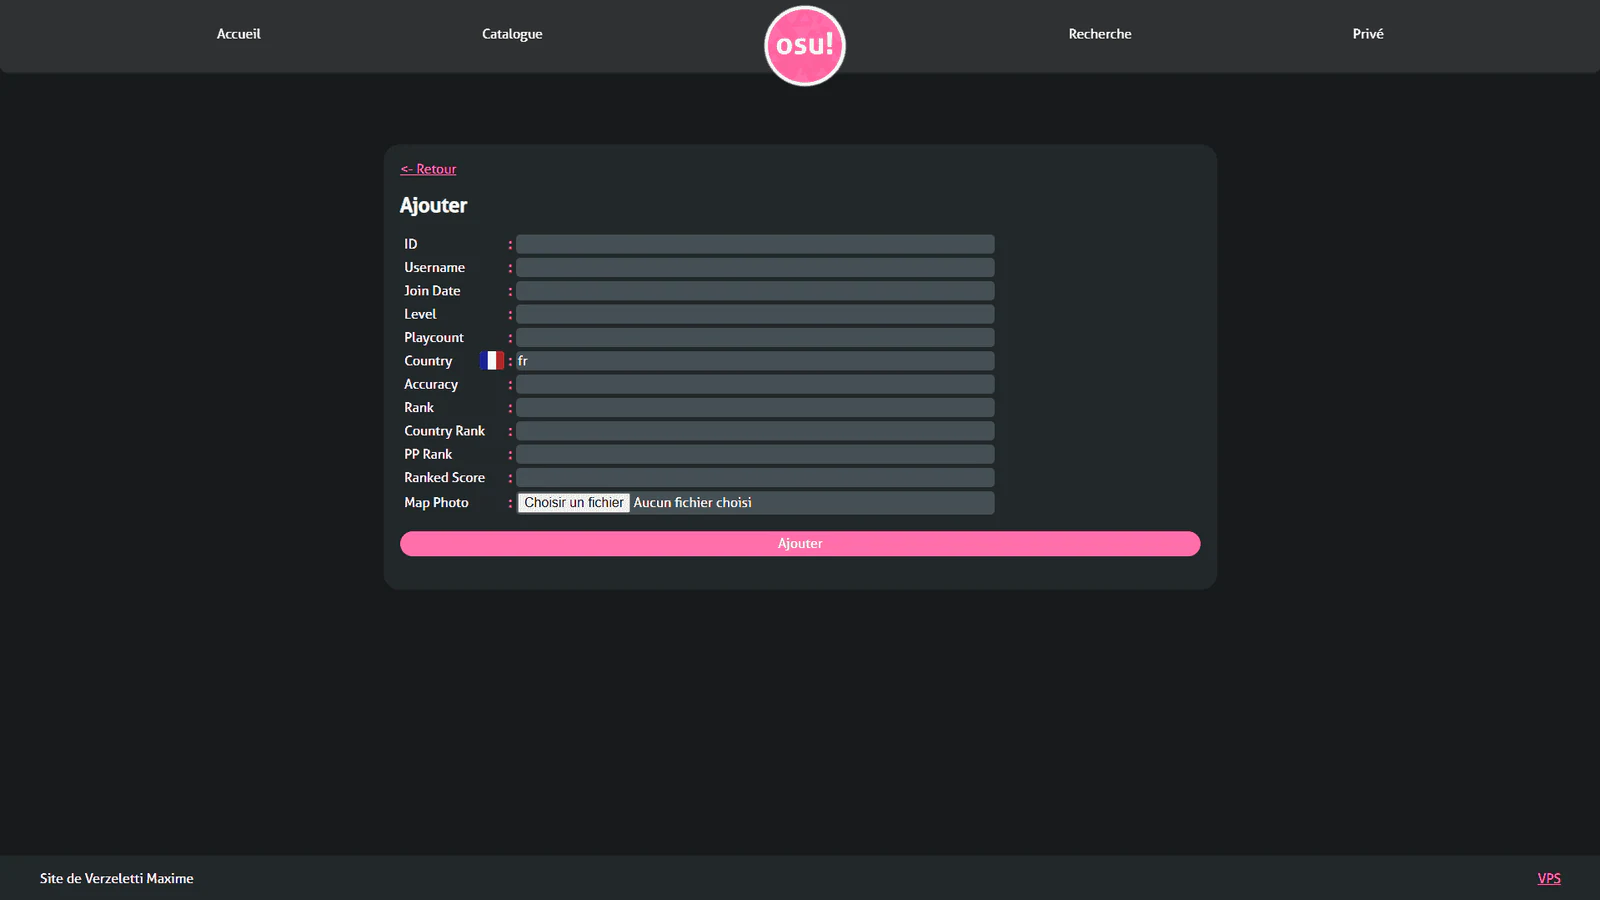 Accueil Catalogue osu! Recherche Privé
<- Retour
Ajouter
ID :
Username :
Join Date :
Level :
Playcount :
Country : fr
Accuracy :
Rank :
Country Rank :
PP Rank :
Ranked Score :
Map Photo : Choisir un fichier Aucun fichier choisi
Ajouter
Site de Verzeletti Maxime VPS